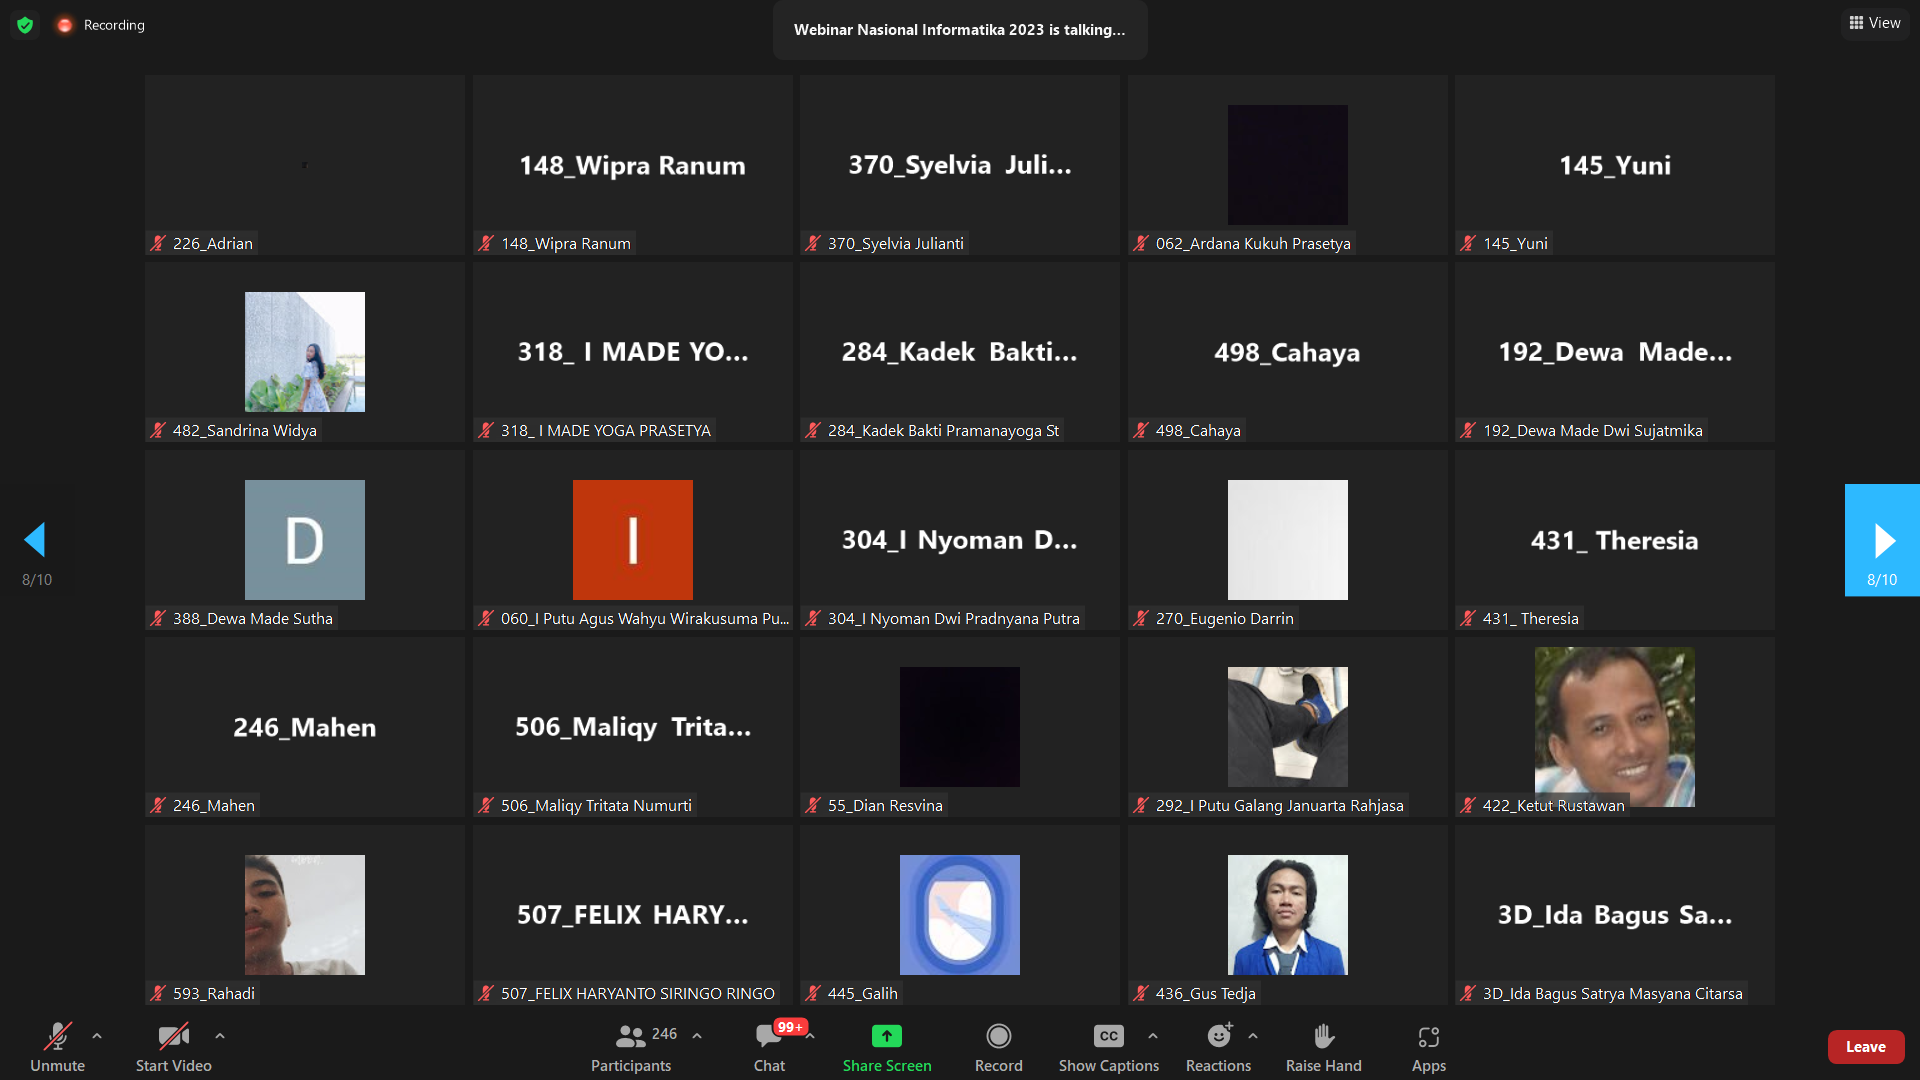 Recording
Webinar Nasional Informatika 2023 is talking...
View
226_Adrian
148_Wipra Ranum
148_Wipra Ranum
370_Syelvia Juli...
370_Syelvia Julianti
062_Ardana Kukuh Prasetya
145_Yuni
145_Yuni
482_Sandrina Widya
318_ I MADE YO...
318_ I MADE YOGA PRASETYA
284_Kadek Bakti...
284_Kadek Bakti Pramanayoga St
498_Cahaya
498_Cahaya
192_Dewa Made...
192_Dewa Made Dwi Sujatmika
8/10
D
388_Dewa Made Sutha
I
060_I Putu Agus Wahyu Wirakusuma Pu...
304_I Nyoman D...
304_I Nyoman Dwi Pradnyana Putra
270_Eugenio Darrin
431_ Theresia
431_ Theresia
8/10
246_Mahen
246_Mahen
506_Maliqy Trita...
506_Maliqy Tritata Numurti
55_Dian Resvina
292_I Putu Galang Januarta Rahjasa
422_Ketut Rustawan
593_Rahadi
507_FELIX HARY...
507_FELIX HARYANTO SIRINGO RINGO
445_Galih
436_Gus Tedja
3D_Ida Bagus Sa...
3D_Ida Bagus Satrya Masyana Citarsa
Unmute
Start Video
246
Participants
99+
Chat
Share Screen
Record
CC
Show Captions
Reactions
Raise Hand
Apps
Leave